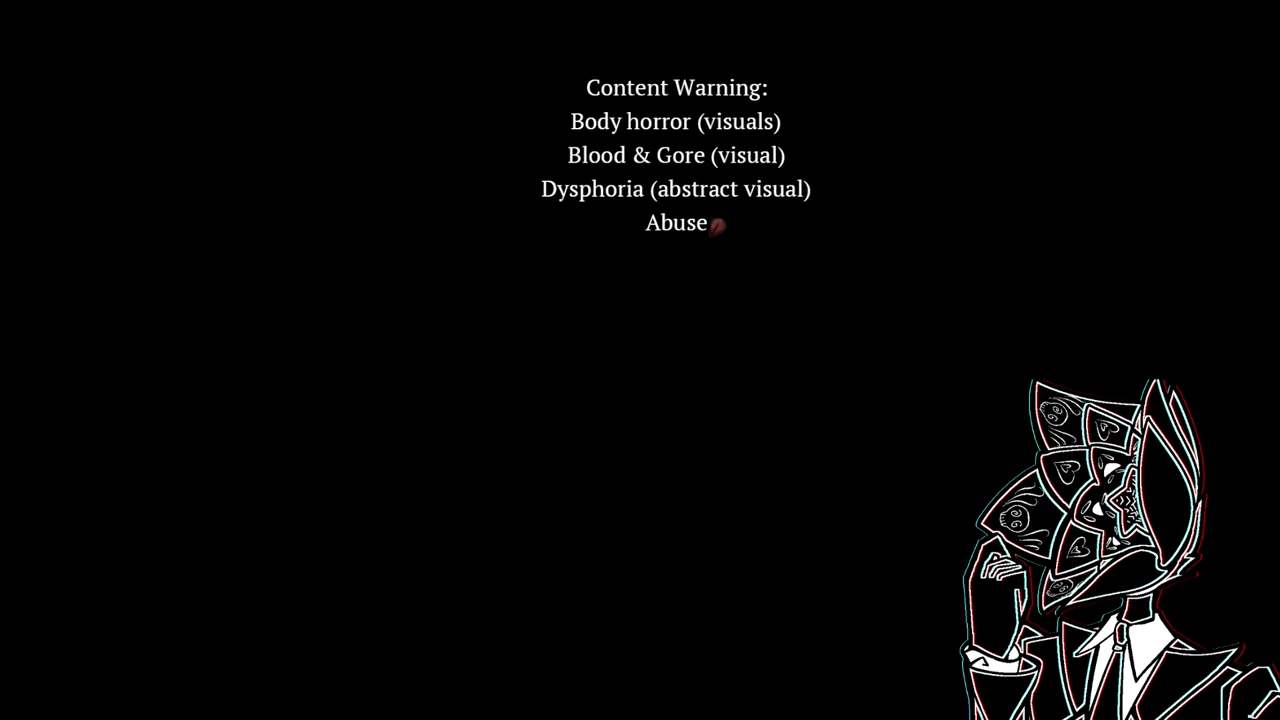 Content Warning:
Body horror (visuals)
Blood & Gore (visual)
Dysphoria (abstract visual)
Abuse